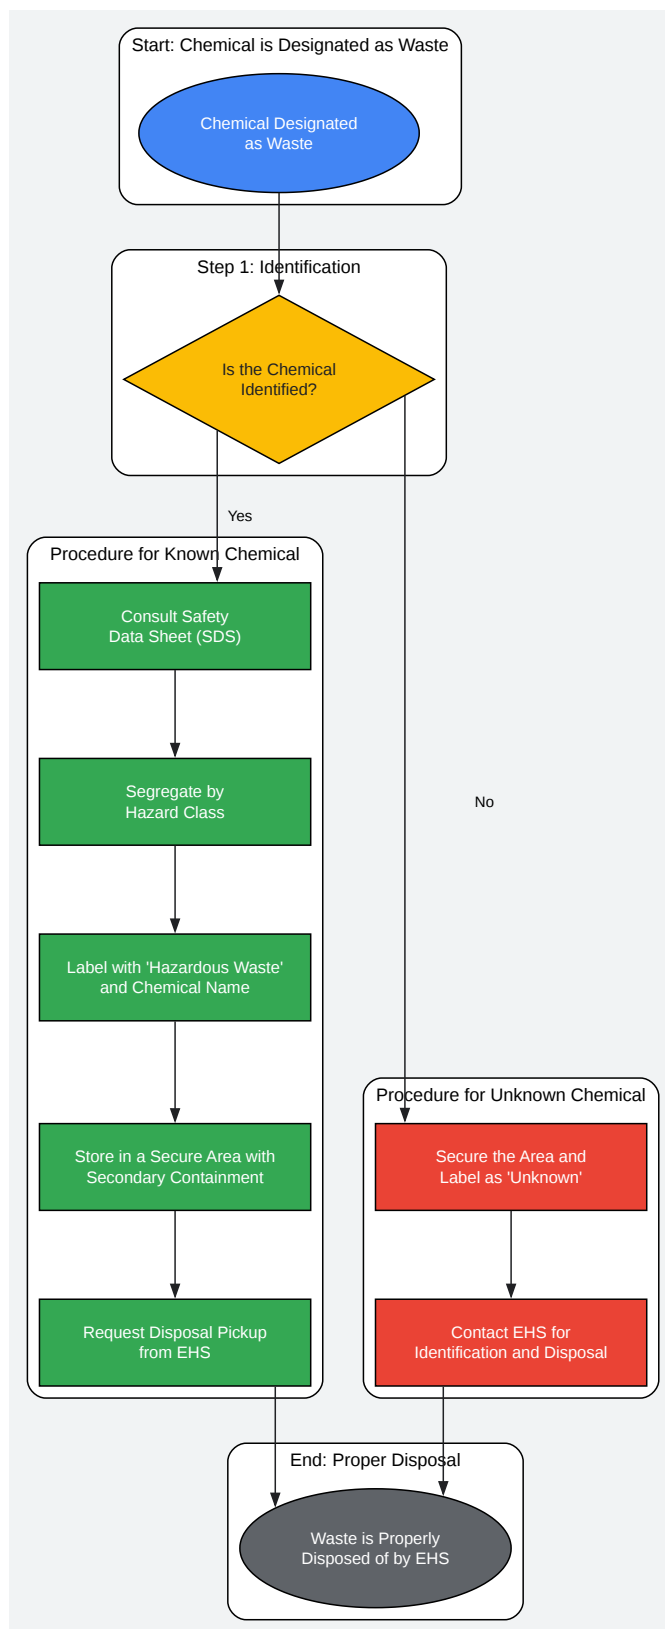 Start: Chemical is Designated as Waste
Chemical Designated
as Waste
Step 1: Identification
Is the Chemical
Identified?
Yes
Procedure for Known Chemical
Consult Safety
Data Sheet (SDS)
Segregate by
Hazard Class
No
Label with 'Hazardous Waste'
and Chemical Name
Store in a Secure Area with
Secondary Containment
Request Disposal Pickup
from EHS
Procedure for Unknown Chemical
Secure the Area and
Label as 'Unknown'
Contact EHS for
Identification and Disposal
End: Proper Disposal
Waste is Properly
Disposed of by EHS